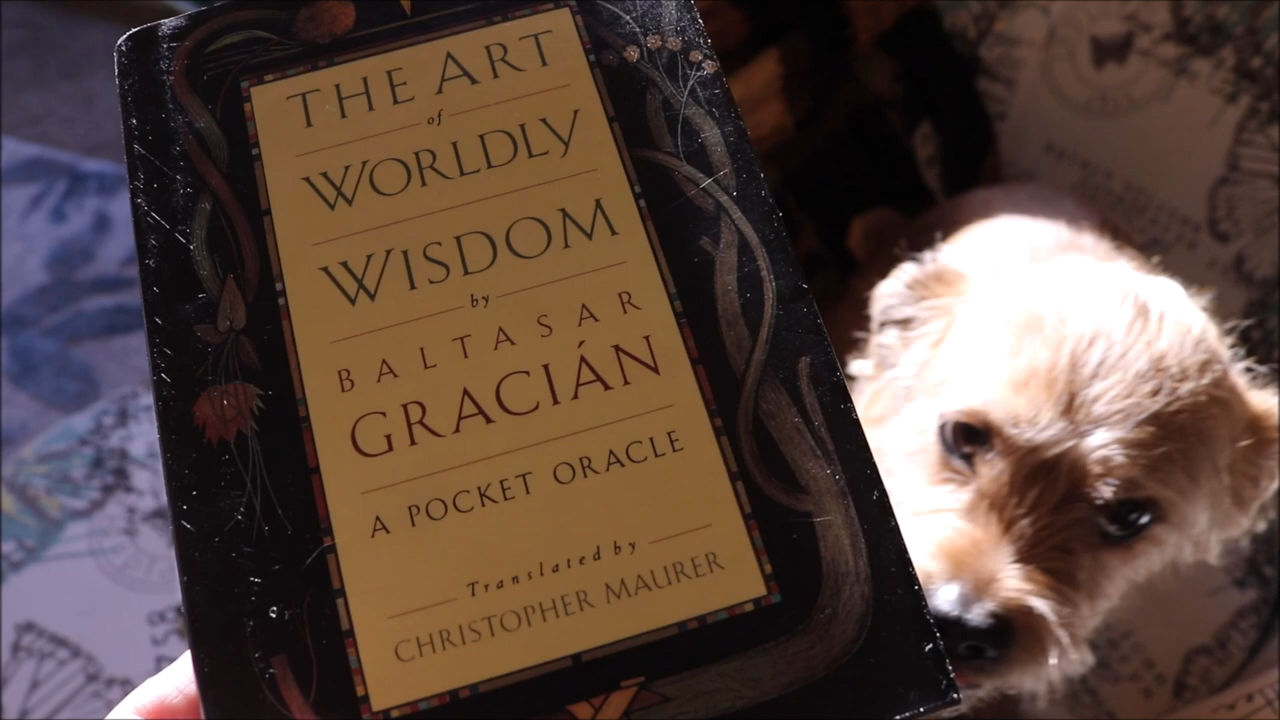 THE ART
of
WORLDLY
WISDOM
by
BALTASAR
GRACIÁN
A POCKET ORACLE
Translated by
CHRISTOPHER MAURER